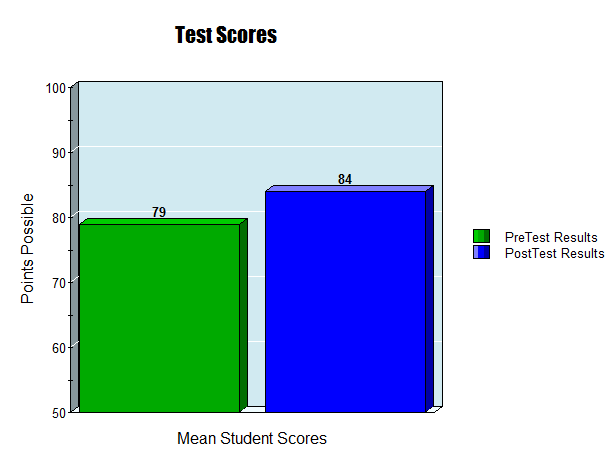 Test Scores
100
90
80
70
60
50
Points Possible
79
84
Mean Student Scores
PreTest Results
PostTest Results